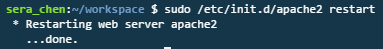 sera_chen:~/workspace $ sudo /etc/init.d/apache2 restart
 * Restarting web server apache2
   ...done.